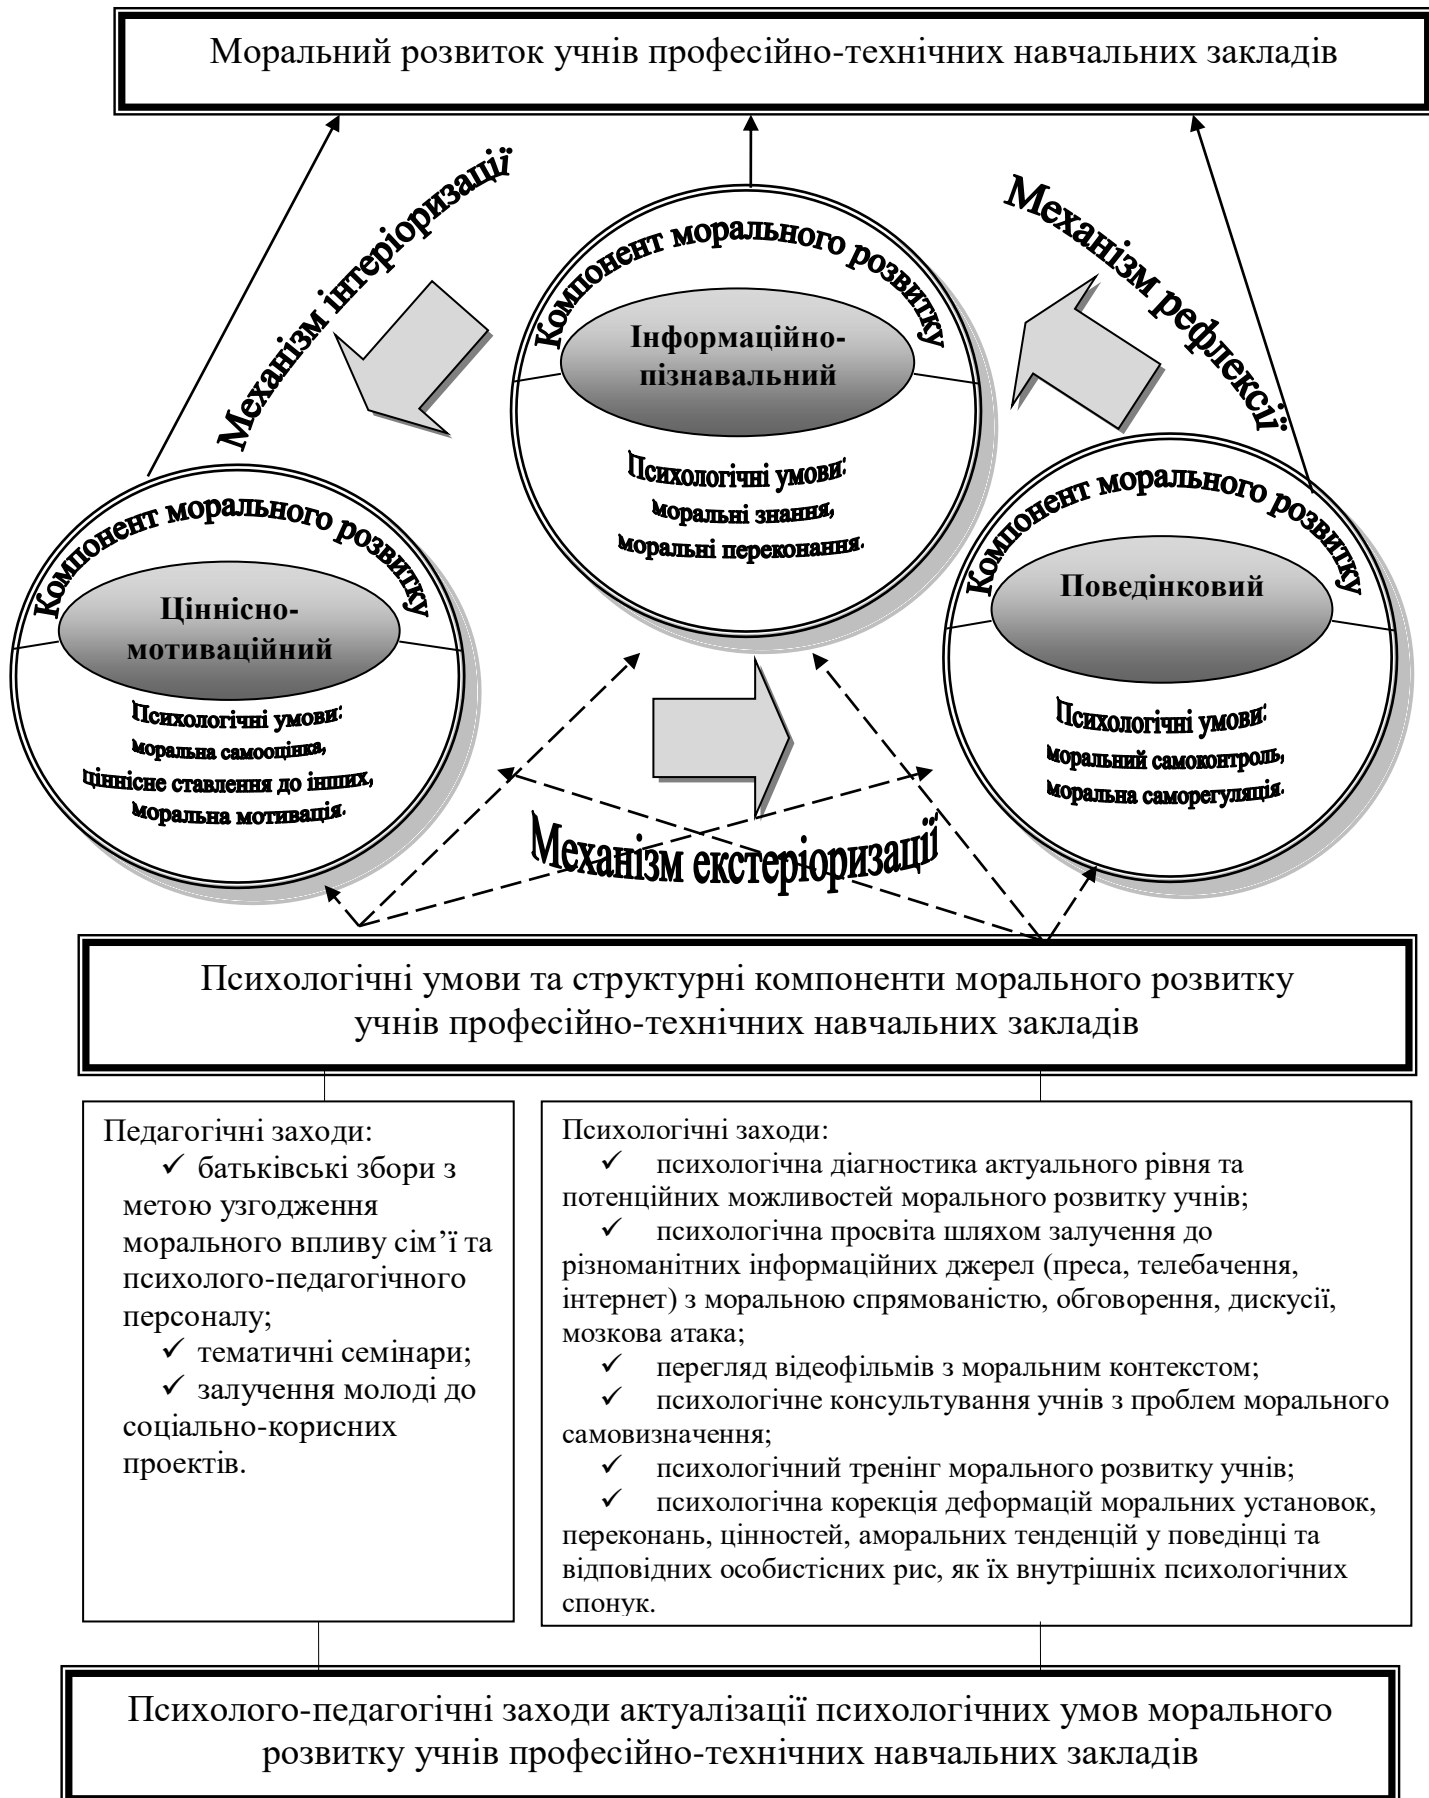 Моральний розвиток учнів професійно-технічних навчальних закладів
Механізм інтеріоризації
Механізм рефлексії
Компонент морального розвитку
Інформаційно-
пізнавальний
Психологічні умови:
моральні знання,
моральні переконання.
Компонент морального розвитку
Ціннісно-
мотиваційний
Психологічні умови:
моральна самооцінка,
ціннісне ставлення до інших,
моральна мотивація.
Компонент морального розвитку
Поведінковий
Психологічні умови:
моральний самоконтроль,
моральна саморегуляція.
Механізм екстеріоризації
Психологічні умови та структурні компоненти морального розвитку
учнів професійно-технічних навчальних закладів
Педагогічні заходи:
✓ батьківські збори з
метою узгодження
морального впливу сім’ї та
психолого-педагогічного
персоналу;
✓ тематичні семінари;
✓ залучення молоді до
соціально-корисних
проектів.
Психологічні заходи:
✓ психологічна діагностика актуального рівня та
потенційних можливостей морального розвитку учнів;
✓ психологічна просвіта шляхом залучення до
різноманітних інформаційних джерел (преса, телебачення,
інтернет) з моральною спрямованістю, обговорення, дискусії,
мозкова атака;
✓ перегляд відеофільмів з моральним контекстом;
✓ психологічне консультування учнів з проблем морального
самовизначення;
✓ психологічний тренінг морального розвитку учнів;
✓ психологічна корекція деформацій моральних установок,
переконань, цінностей, аморальних тенденцій у поведінці та
відповідних особистісних рис, як їх внутрішніх психологічних
спонук.
Психолого-педагогічні заходи актуалізації психологічних умов морального
розвитку учнів професійно-технічних навчальних закладів